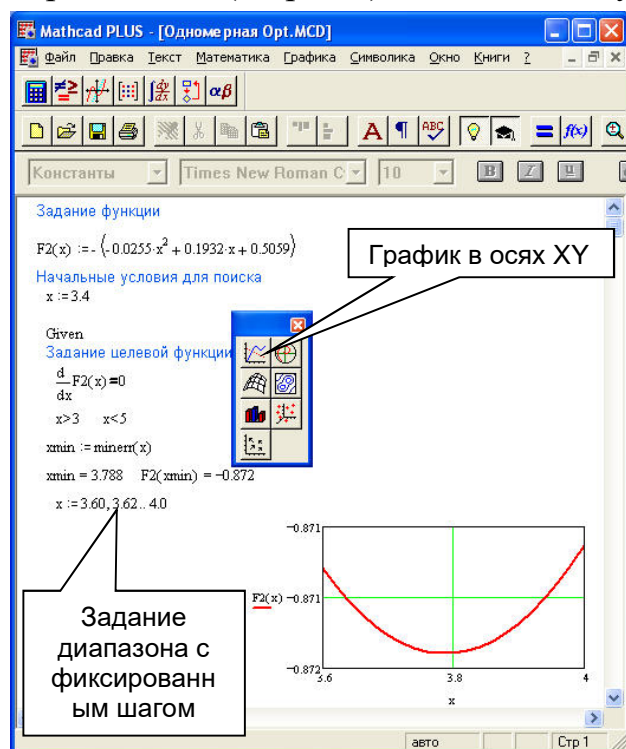 Mathcad PLUS - [Одномерная Opt.MCD]
Файл Правка Текст Математика Графика Символика Окно Книги ?
αβ
A ¶ ABC f(x)
Константы Times New Roman C 10 B I u
Задание функции
F2(x) := - (-0.0255·x² + 0.1932·x + 0.5059)
График в осях XY
Начальные условия для поиска
x := 3.4
Given
Задание целевой функции
d/dx F2(x) = 0
x>3 x<5
xmin := minerr(x)
xmin = 3.788 F2(xmin) = -0.872
x := 3.60, 3.62 .. 4.0
Задание
диапазона с
фиксированн
ым шагом
-0.871
F2(x) -0.871
-0.872
3.6 3.8 4
x
авто Стр 1